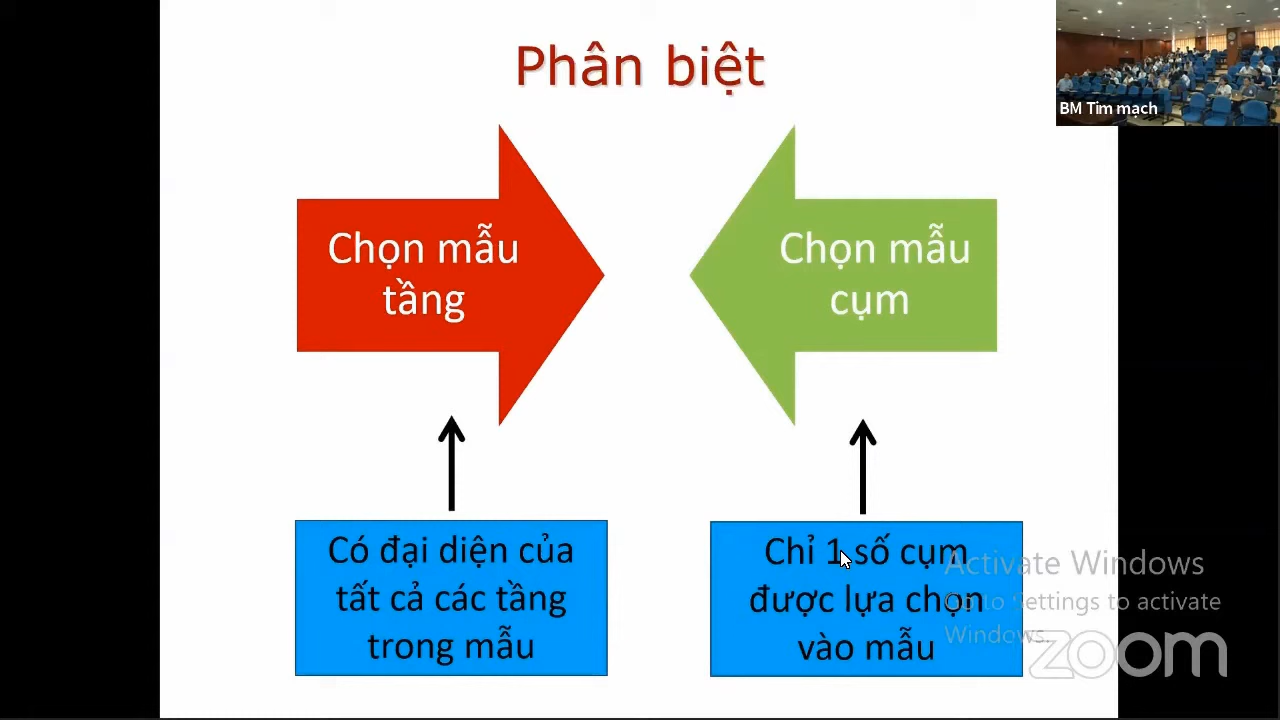 Phân biệt
BM Tim mạch
Chọn mẫu
tầng
Chọn mẫu
cụm
Có đại diện của
tất cả các tầng
trong mẫu
Chỉ 1 số cụm
được lựa chọn
vào mẫu
Activate Windows
Go to Settings to activate
Windows.
zoom